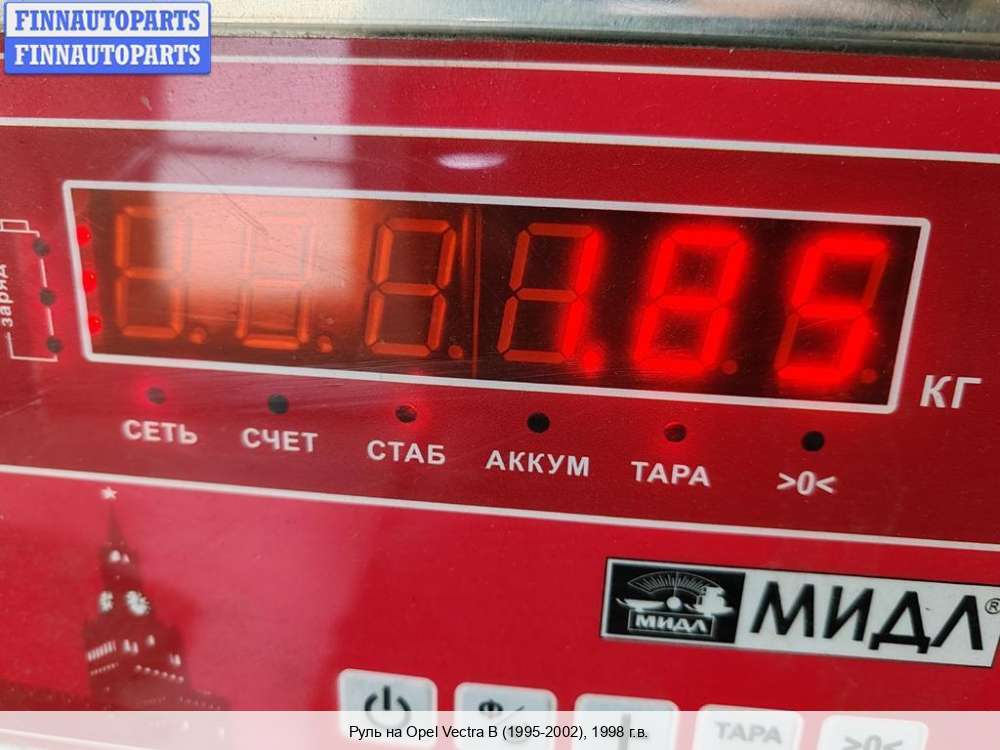 FINNAUTOPARTS
FINNAUTOPARTS
заряд
1.85
КГ
СЕТЬ
СЧЕТ
СТАБ
АККУМ
ТАРА
>0<
МИДЛ
МИДЛ®
ТАРА
>0<
Руль на Opel Vectra B (1995-2002), 1998 г.в.